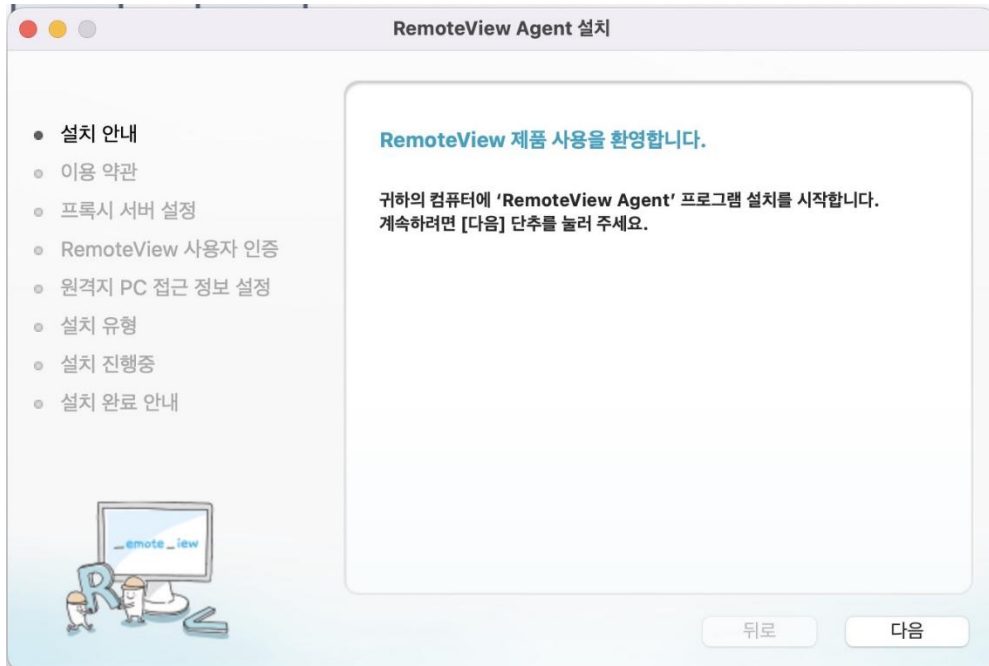 RemoteView Agent 설치
설치 안내
이용 약관
프록시 서버 설정
RemoteView 사용자 인증
원격지 PC 접근 정보 설정
설치 유형
설치 진행중
설치 완료 안내
RemoteView 제품 사용을 환영합니다.
귀하의 컴퓨터에 ‘RemoteView Agent’ 프로그램 설치를 시작합니다.
계속하려면 [다음] 단추를 눌러 주세요.
_emote_iew
R
V
뒤로
다음